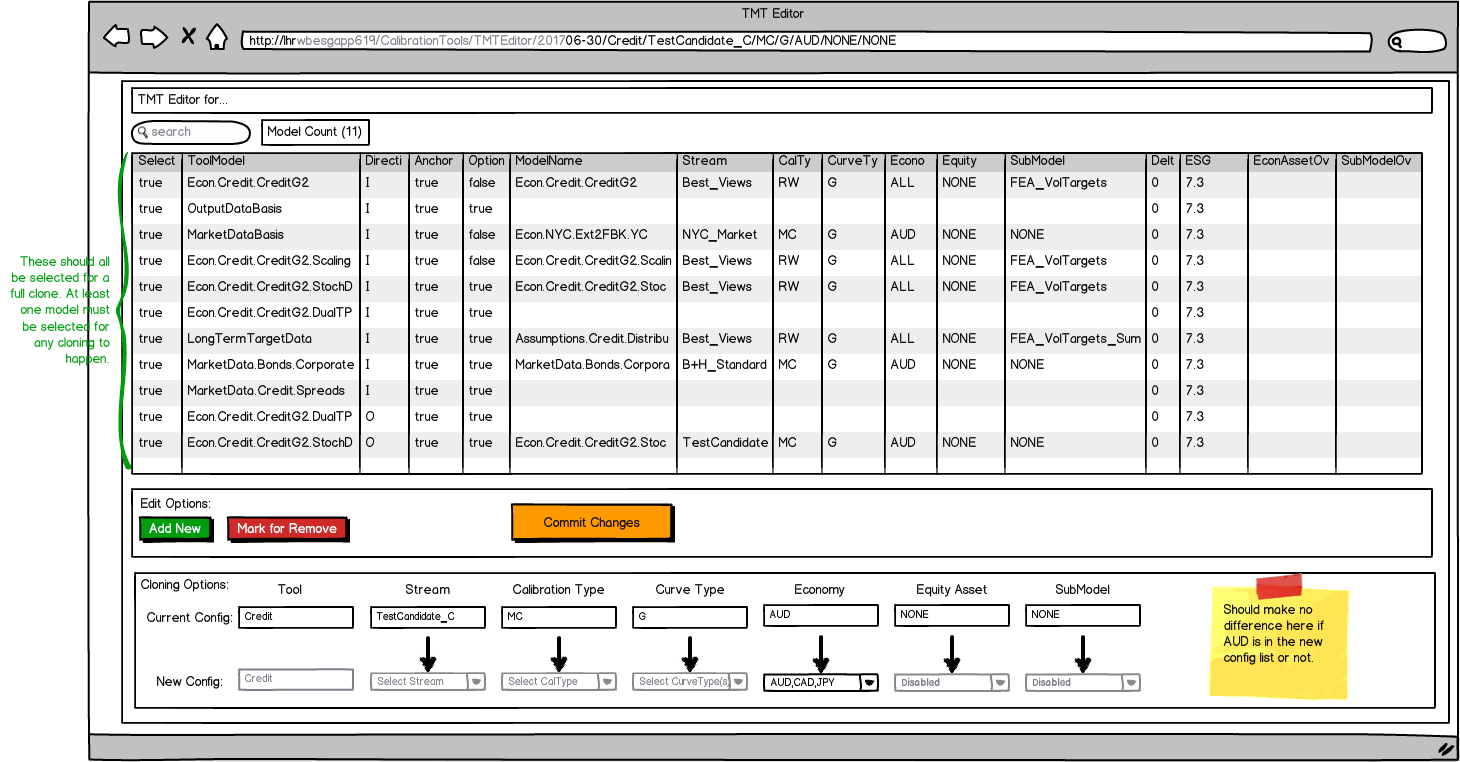 TMT Editor
http://lhrwbesgapp619/CalibrationTools/TMTEditor/201706-30/Credit/TestCandidate_C/MC/G/AUD/NONE/NONE
TMT Editor for...
search Model Count (11)
Select ToolModel Directi Anchor Option ModelName Stream CalTy CurveTy Econo Equity SubModel Delt ESG EconAssetOv SubModelOv
true Econ.Credit.CreditG2 I true false Econ.Credit.CreditG2 Best_Views RW G ALL NONE FEA_VolTargets 0 7.3
true OutputDataBasis I true true 0 7.3
true MarketDataBasis I true false Econ.NYC.Ext2FBK.YC NYC_Market MC G AUD NONE NONE 0 7.3
true Econ.Credit.CreditG2.Scaling I true false Econ.Credit.CreditG2.Scalin Best_Views RW G ALL NONE FEA_VolTargets 0 7.3
true Econ.Credit.CreditG2.StochD I true true Econ.Credit.CreditG2.Stoc Best_Views RW G ALL NONE FEA_VolTargets 0 7.3
true Econ.Credit.CreditG2.DualTP I true true 0 7.3
true LongTermTargetData I true true Assumptions.Credit.Distribu Best_Views RW G ALL NONE FEA_VolTargets_Sum 0 7.3
true MarketData.Bonds.Corporate I true true MarketData.Bonds.Corpora B+H_Standard MC G AUD NONE NONE 0 7.3
true MarketData.Credit.Spreads I true true 0 7.3
true Econ.Credit.CreditG2.DualTP O true true 0 7.3
true Econ.Credit.CreditG2.StochD O true true Econ.Credit.CreditG2.Stoc TestCandidate MC G AUD NONE NONE 0 7.3
These should all
be selected for a
full clone. At least
one model must
be selected for
any cloning to
happen.
Edit Options:
Add New Mark for Remove Commit Changes
Cloning Options: Tool Stream Calibration Type Curve Type Economy Equity Asset SubModel
Current Config: Credit TestCandidate_C MC G AUD NONE NONE
New Config: Credit Select Stream Select CalType Select CurveType(s) AUD,CAD,JPY Disabled Disabled
Should make no
difference here if
AUD is in the new
config list or not.